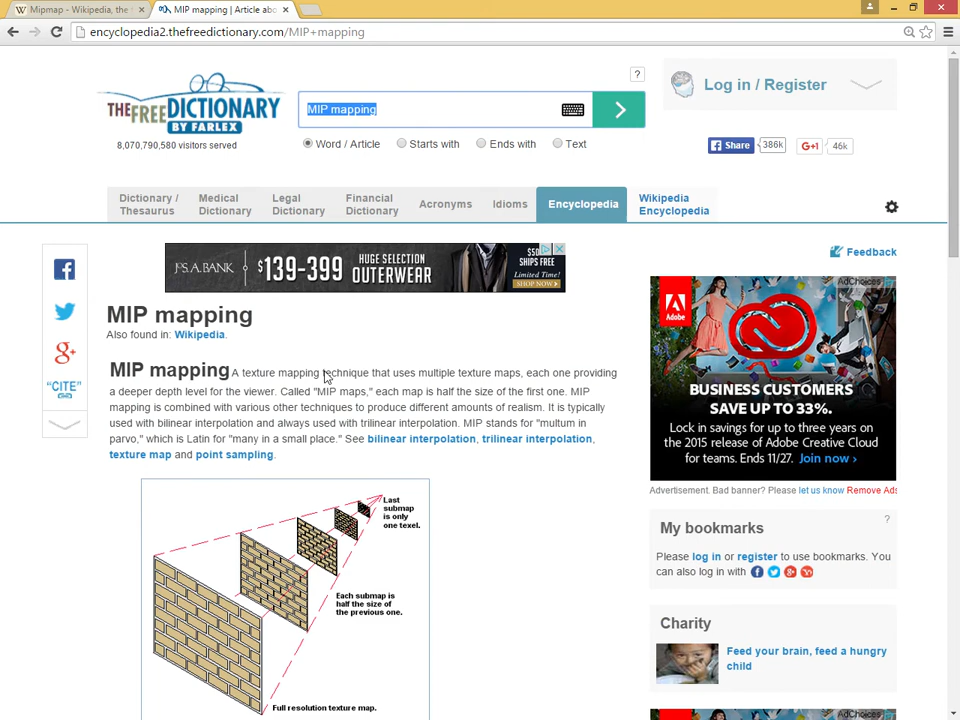 Mipmap - Wikipedia, the
MIP mapping | Article abo
encyclopedia2.thefreedictionary.com/MIP+mapping
THE FREE DICTIONARY
BY FARLEX
8,070,790,580 visitors served
MIP mapping
?
Word / Article Starts with Ends with Text
Log in / Register
Share 386k G+1 46k
Dictionary / Thesaurus
Medical Dictionary
Legal Dictionary
Financial Dictionary
Acronyms
Idioms
Encyclopedia
Wikipedia Encyclopedia
Feedback
JOS.A.BANK $139-399 HUGE SELECTION OUTERWEAR
SHIPS FREE
Limited Time!
SHOP NOW
"CITE"
MIP mapping
Also found in: Wikipedia.
MIP mapping A texture mapping technique that uses multiple texture maps, each one providing
a deeper depth level for the viewer. Called "MIP maps," each map is half the size of the first one. MIP
mapping is combined with various other techniques to produce different amounts of realism. It is typically
used with bilinear interpolation and always used with trilinear interpolation. MIP stands for "multum in
parvo," which is Latin for "many in a small place." See bilinear interpolation, trilinear interpolation,
texture map and point sampling.
Last
submap
is only
one texel.
Each submap is
half the size of
the previous one.
Full resolution texture map.
AdChoices
Adobe
BUSINESS CUSTOMERS
SAVE UP TO 33%.
Lock in savings for up to three years on
the 2015 release of Adobe Creative Cloud
for teams. Ends 11/27. Join now ›
Advertisement. Bad banner? Please let us know Remove Ads
My bookmarks
?
Please log in or register to use bookmarks. You
can also log in with
Charity
Feed your brain, feed a hungry
child
AdChoices